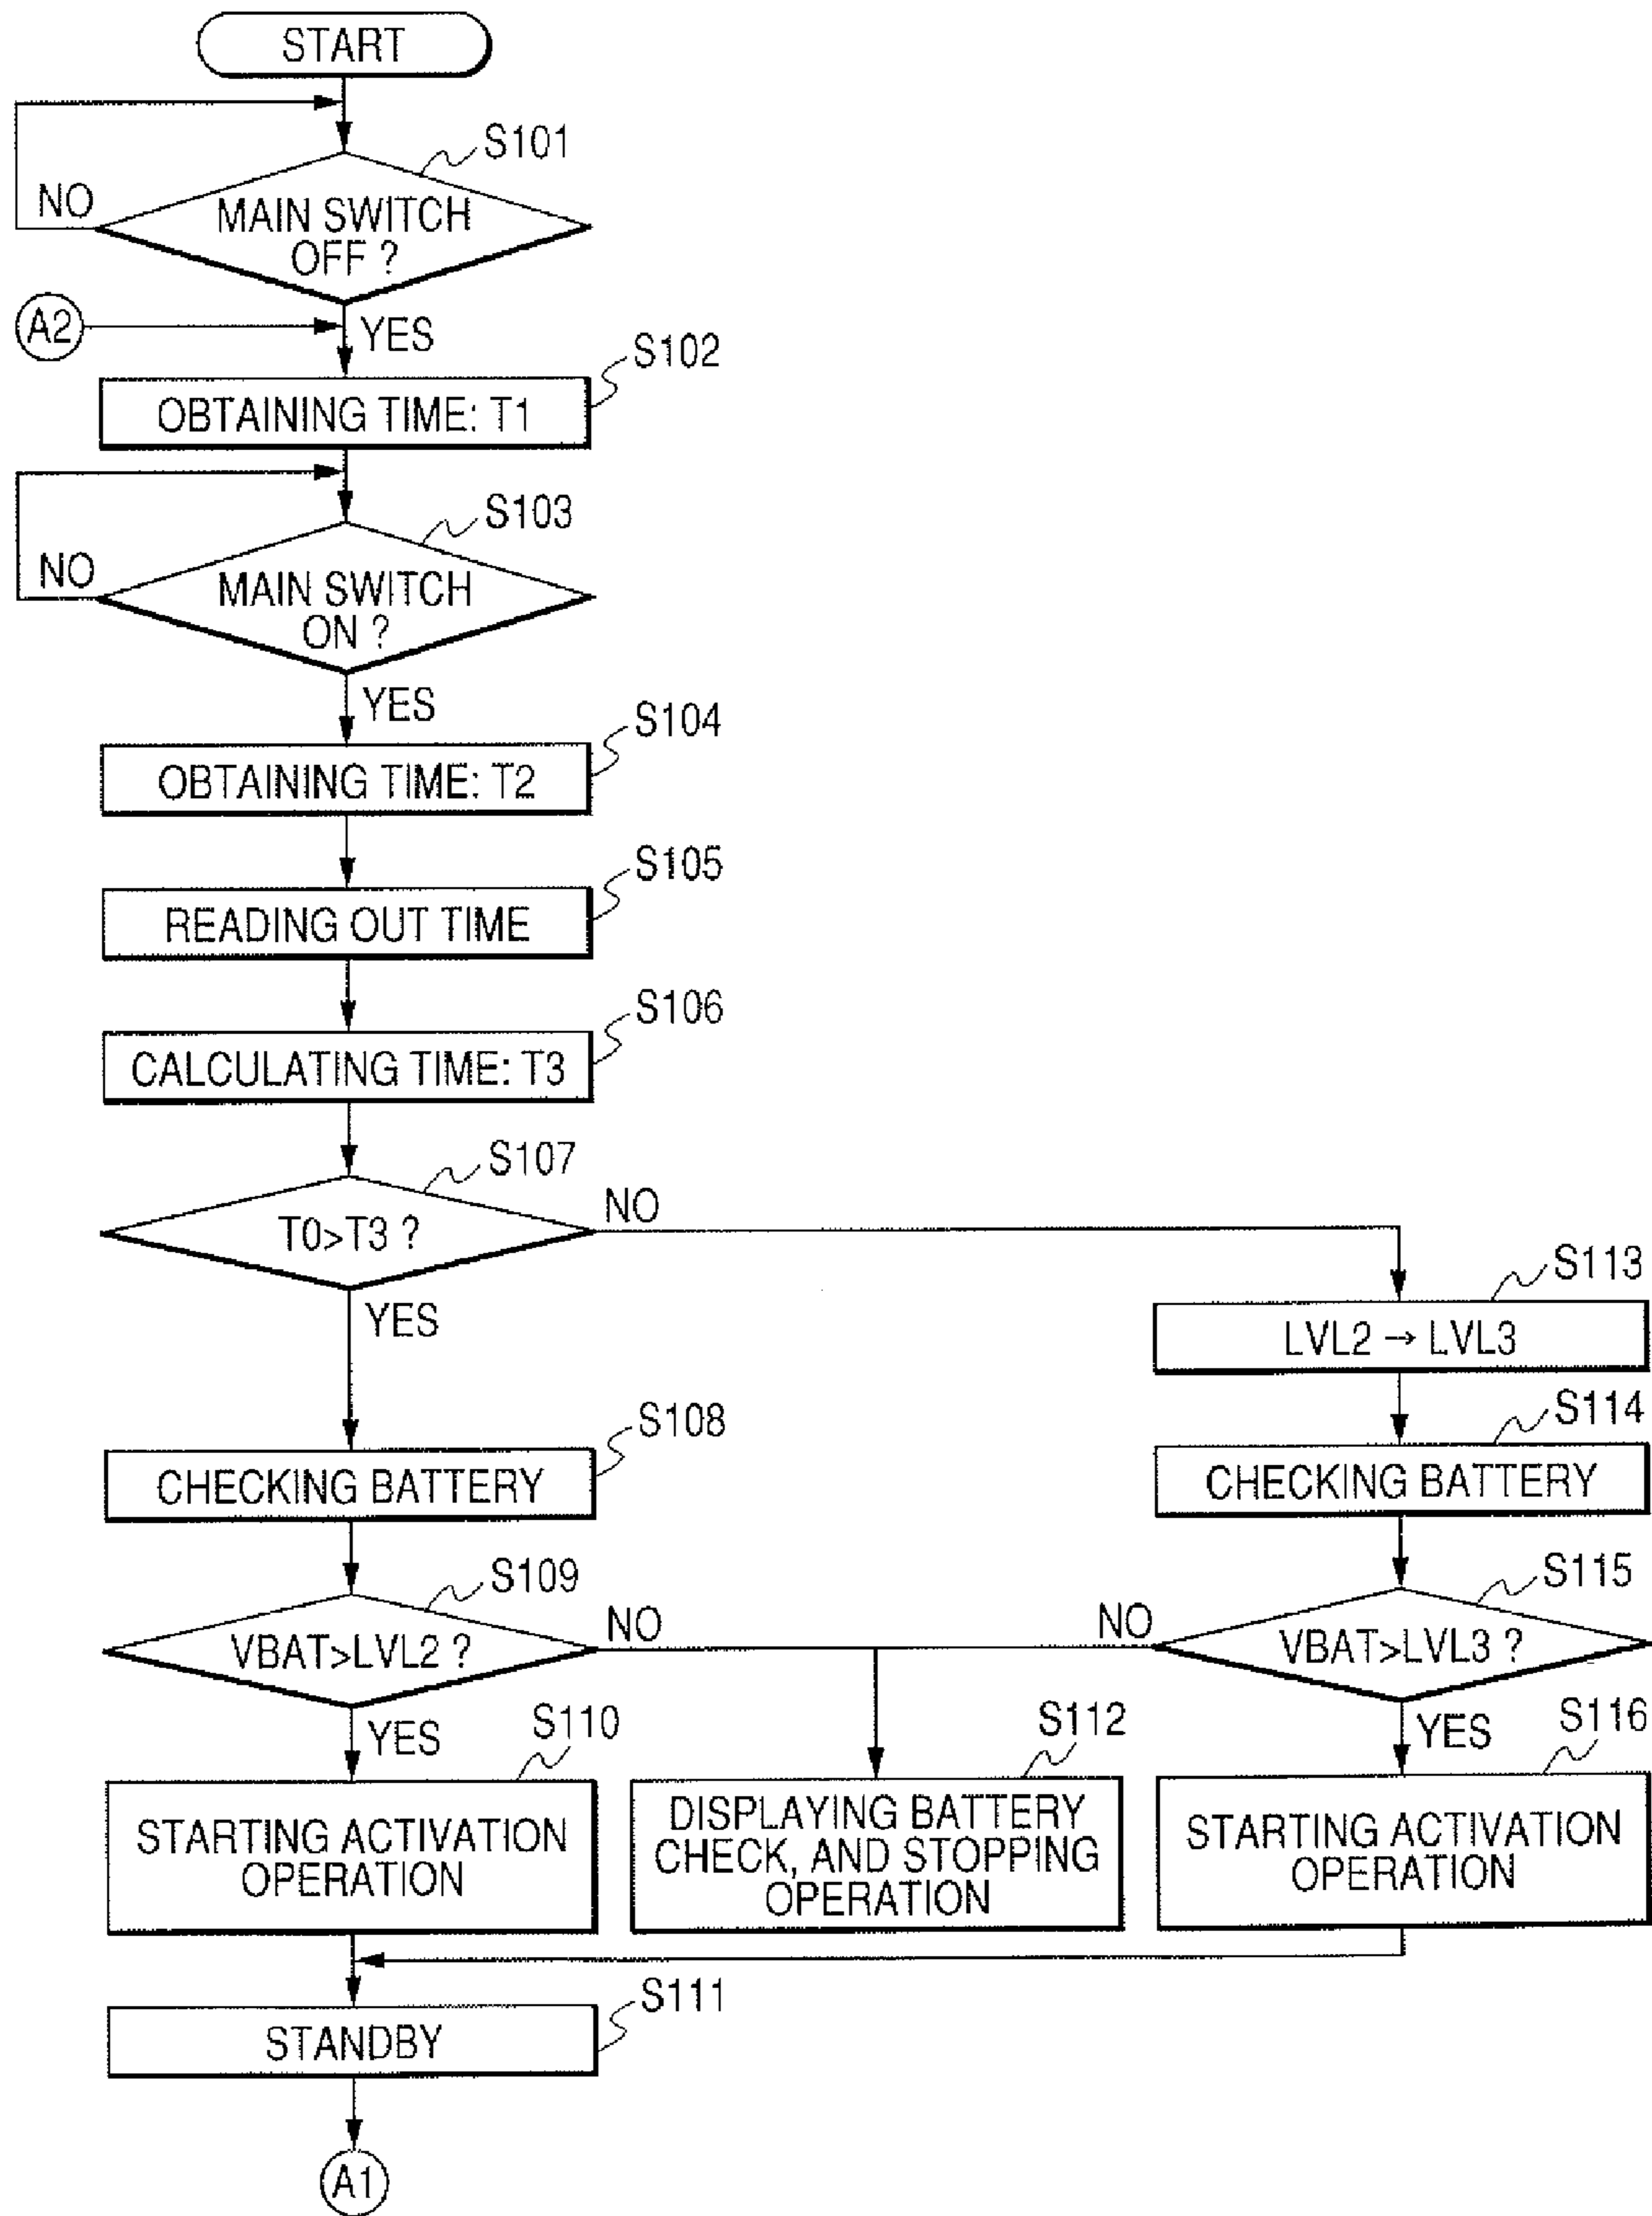 START
S101
NO
MAIN SWITCH
OFF ?
A2
YES
S102
OBTAINING TIME: T1
S103
NO
MAIN SWITCH
ON ?
YES
S104
OBTAINING TIME: T2
S105
READING OUT TIME
S106
CALCULATING TIME: T3
S107
T0>T3 ?
NO
YES
S113
LVL2 → LVL3
S108
CHECKING BATTERY
S114
CHECKING BATTERY
S109
VBAT>LVL2 ?
NO
S115
NO
VBAT>LVL3 ?
YES
S110
STARTING ACTIVATION
OPERATION
S112
DISPLAYING BATTERY
CHECK, AND STOPPING
OPERATION
YES
S116
STARTING ACTIVATION
OPERATION
S111
STANDBY
A1